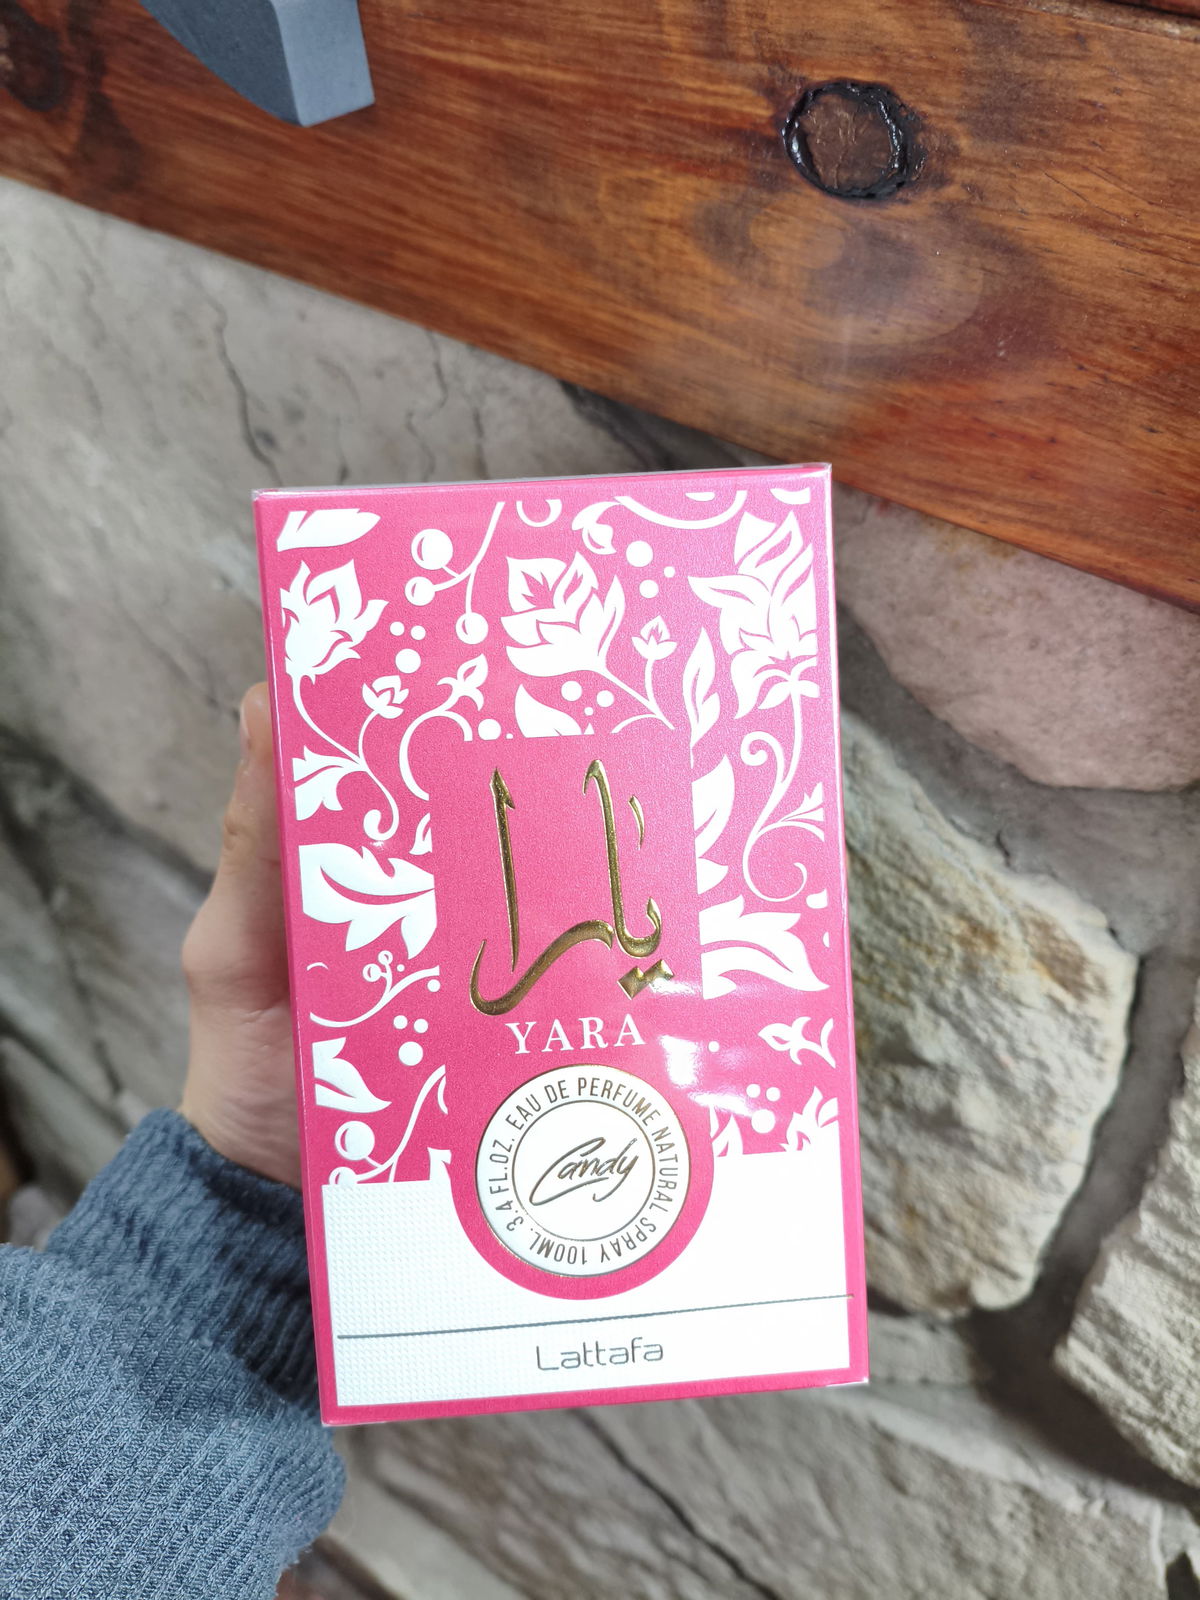 يارا
YARA
EAU DE PERFUME NATURAL SPRAY 100ML. 3.4 FL.OZ.
Candy
Lattafa